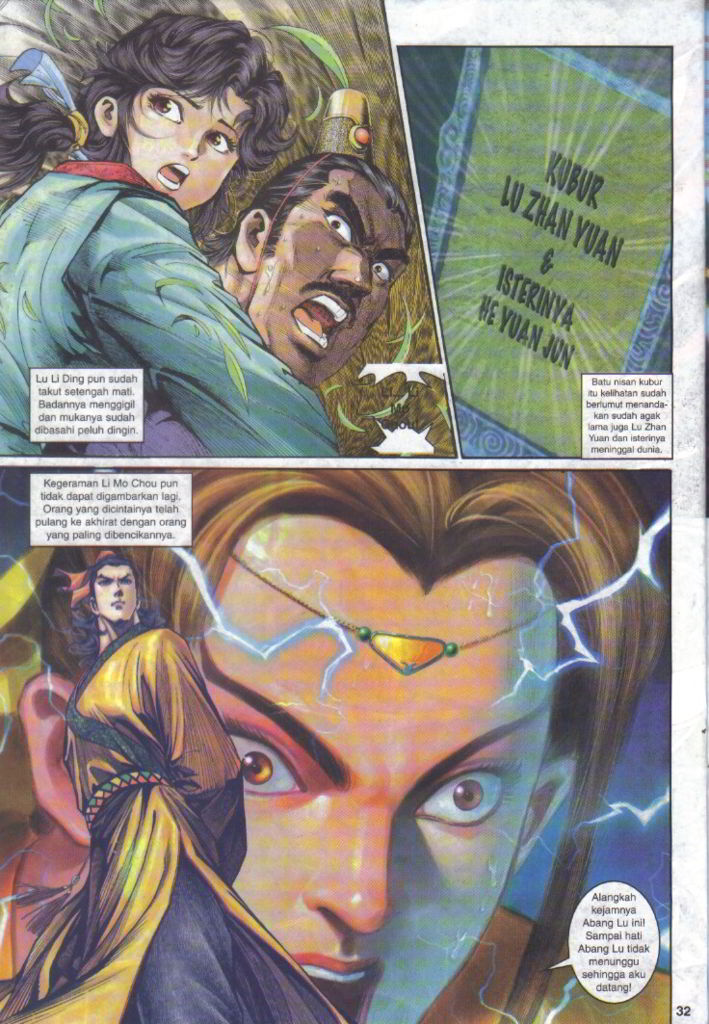 KUBUR
LU ZHAN YUAN
&
ISTERINYA
HE YUAN JUN
Lu Li Ding pun sudah
takut setengah mati.
Badannya menggigil
dan mukanya sudah
dibasahi peluh dingin.
Batu nisan kubur
itu kelihatan sudah
berlumut menanda-
kan sudah agak
lama juga Lu Zhan
Yuan dan isterinya
meninggal dunia.
Kegeraman Li Mo Chou pun
tidak dapat digambarkan lagi.
Orang yang dicintainya telah
pulang ke akhirat dengan orang
yang paling dibencikannya.
Alangkah
kejamnya
Abang Lu ini!
Sampai hati
Abang Lu tidak
menunggu
sehingga aku
datang!
32